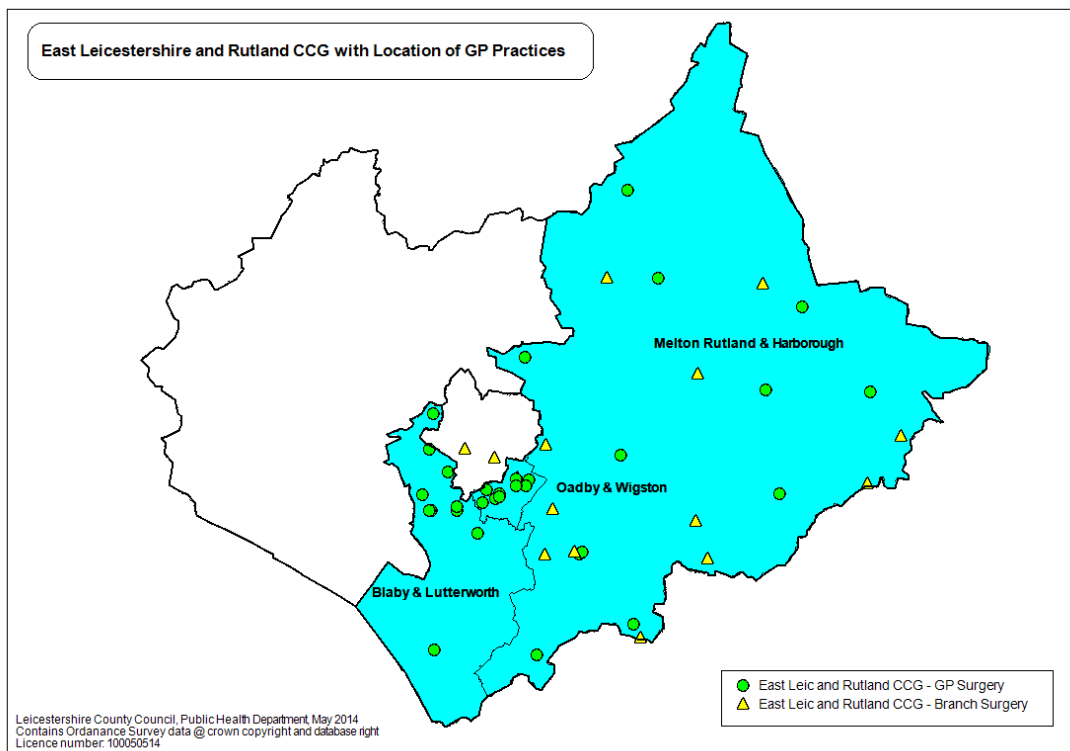 East Leicestershire and Rutland CCG with Location of GP Practices
Melton Rutland & Harborough
Oadby & Wigston
Blaby & Lutterworth
East Leic and Rutland CCG - GP Surgery
East Leic and Rutland CCG - Branch Surgery
Leicestershire County Council, Public Health Department, May 2014
Contains Ordanance Survey data @ crown copyright and database right
Licence number: 100050514